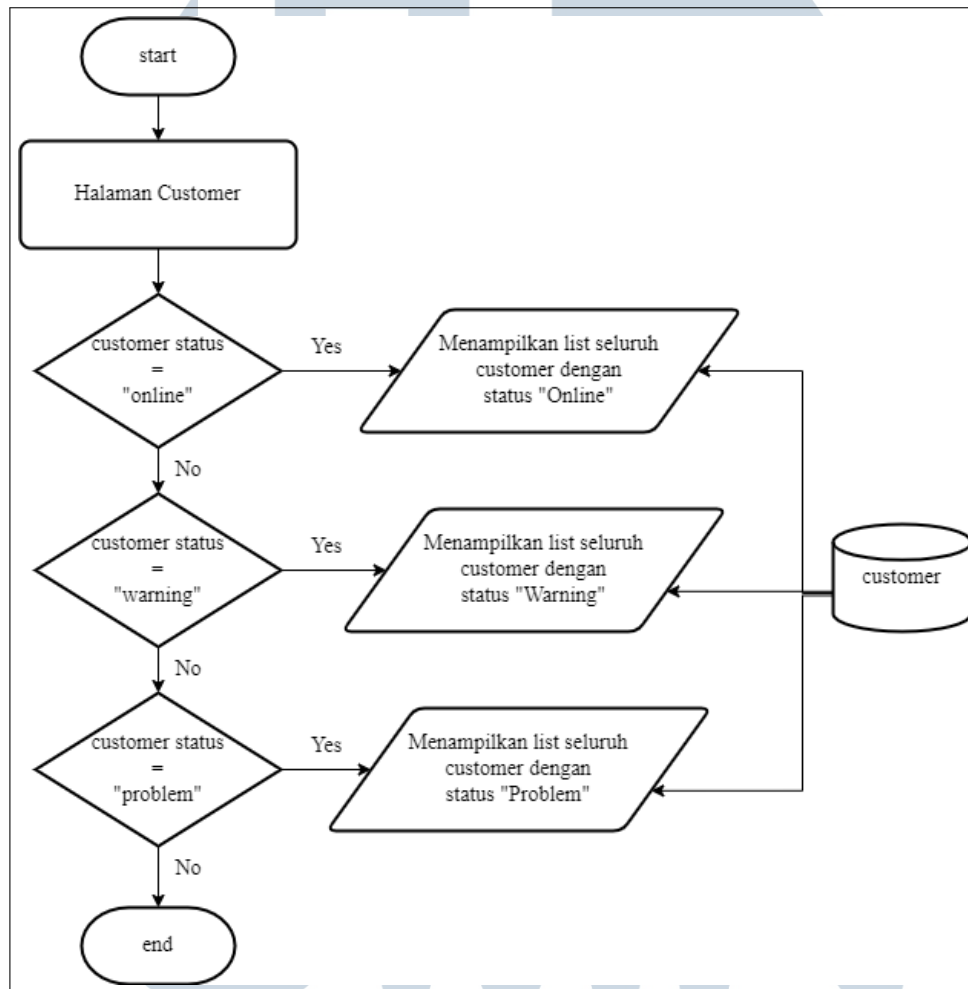 start
Halaman Customer
customer status
=
"online"
Yes
Menampilkan list seluruh
customer dengan
status "Online"
No
customer status
=
"warning"
Yes
Menampilkan list seluruh
customer dengan
status "Warning"
customer
No
customer status
=
"problem"
Yes
Menampilkan list seluruh
customer dengan
status "Problem"
No
end